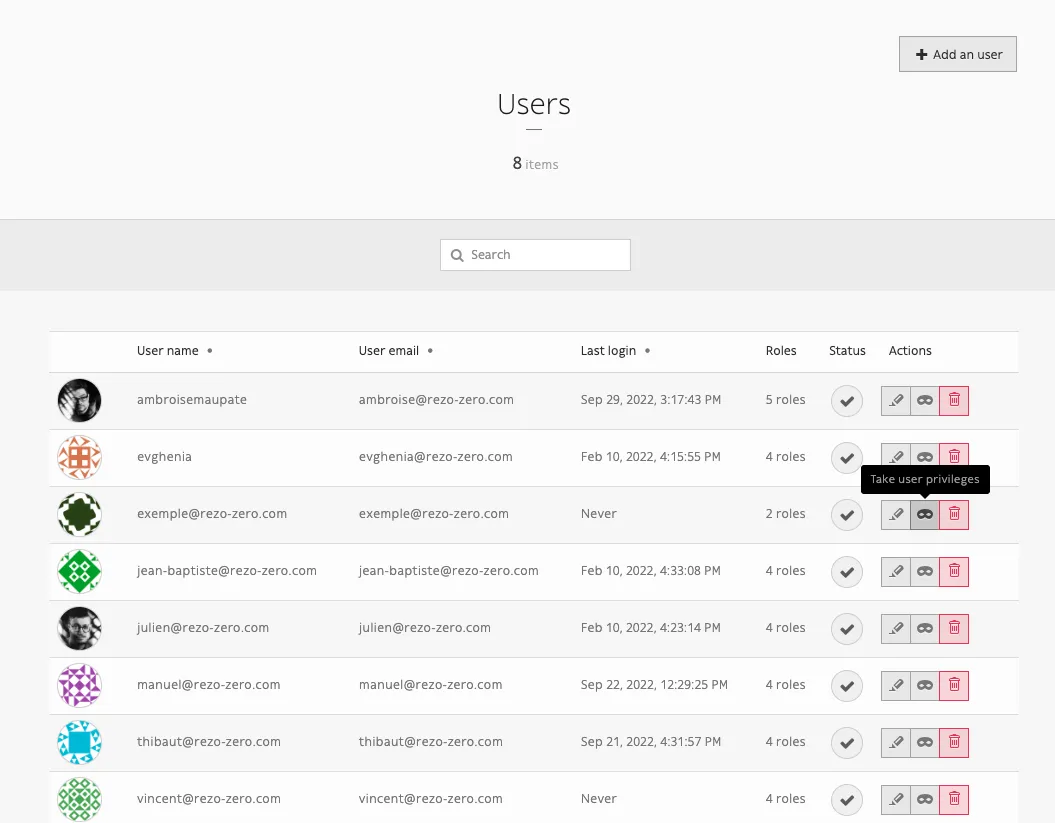 Add an user
Users
8 items
Search
User name User email Last login Roles Status Actions
ambroisemaupate ambroise@rezo-zero.com Sep 29, 2022, 3:17:43 PM 5 roles
evghenia evghenia@rezo-zero.com Feb 10, 2022, 4:15:55 PM 4 roles
Take user privileges
exemple@rezo-zero.com exemple@rezo-zero.com Never 2 roles
jean-baptiste@rezo-zero.com jean-baptiste@rezo-zero.com Feb 10, 2022, 4:33:08 PM 4 roles
julien@rezo-zero.com julien@rezo-zero.com Feb 10, 2022, 4:23:14 PM 4 roles
manuel@rezo-zero.com manuel@rezo-zero.com Sep 22, 2022, 12:29:25 PM 4 roles
thibaut@rezo-zero.com thibaut@rezo-zero.com Sep 21, 2022, 4:31:57 PM 4 roles
vincent@rezo-zero.com vincent@rezo-zero.com Never 4 roles